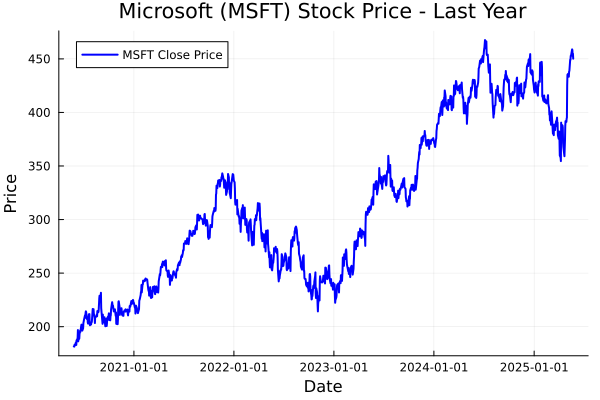 Microsoft (MSFT) Stock Price - Last Year
MSFT Close Price
Price
450
400
350
300
250
200
2021-01-01 2022-01-01 2023-01-01 2024-01-01 2025-01-01
Date